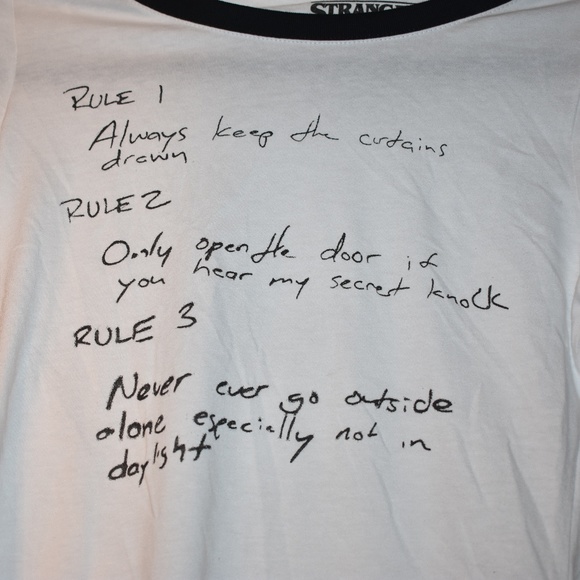 STRANG
RULE 1
Always keep the curtains
drawn
RULE 2
Only open the door if
you hear my secret knock
RULE 3
Never ever go outside
alone especially not in
daylight